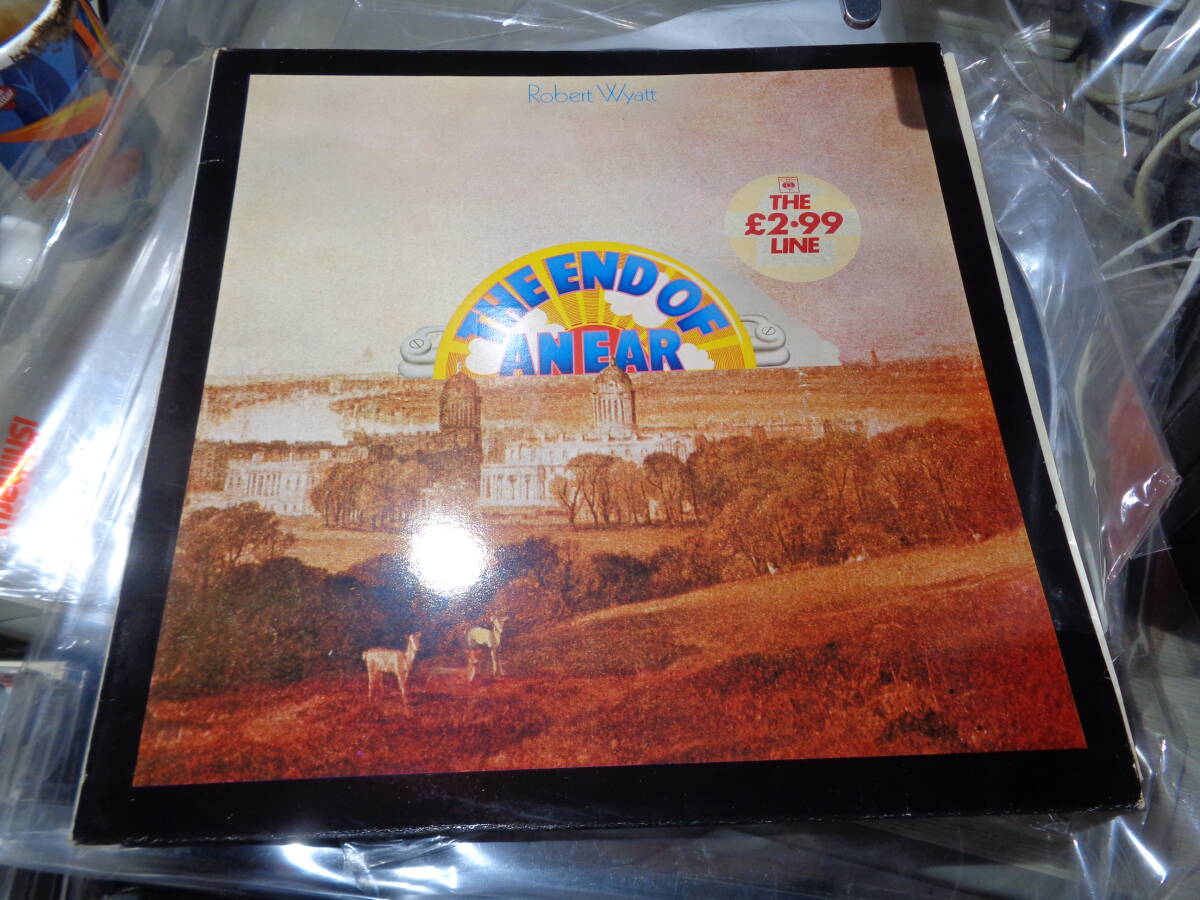 Robert Wyatt
THE
£2·99
LINE
THE END OF
AN EAR